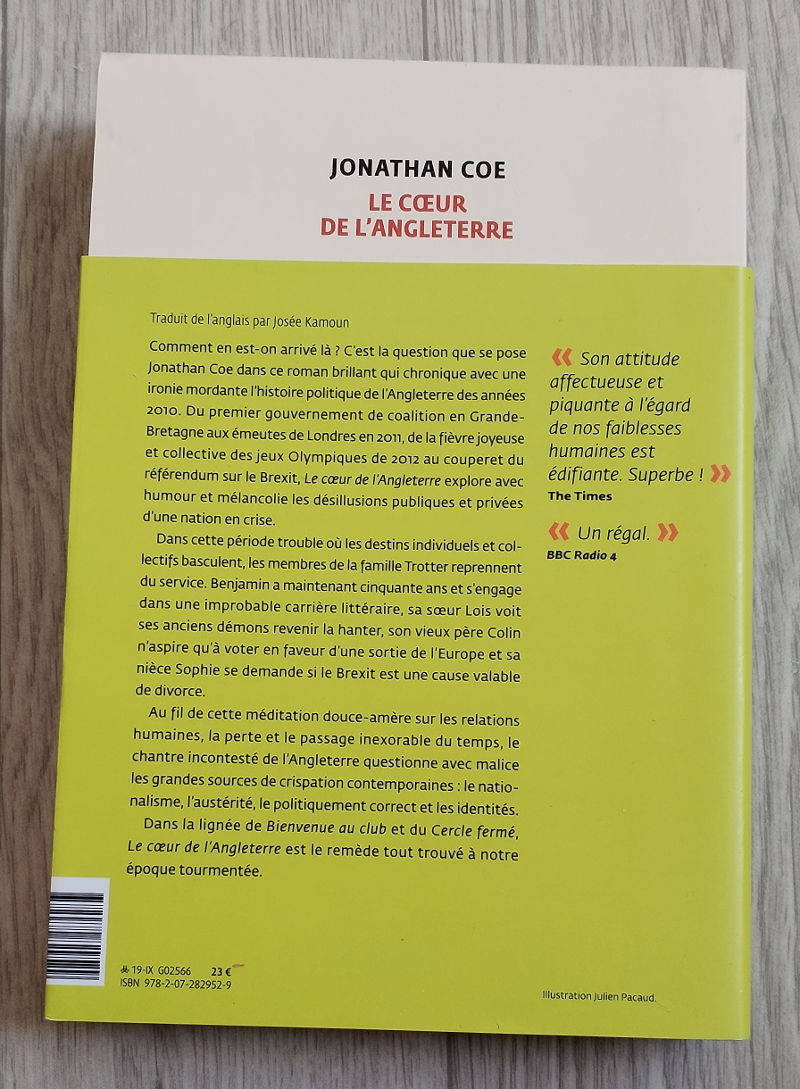 JONATHAN COE
LE CŒUR
DE L'ANGLETERRE
Traduit de l'anglais par Josée Kamoun
Comment en est-on arrivé là ? C'est la question que se pose
Jonathan Coe dans ce roman brillant qui chronique avec une
ironie mordante l'histoire politique de l'Angleterre des années
2010. Du premier gouvernement de coalition en Grande-
Bretagne aux émeutes de Londres en 2011, de la fièvre joyeuse
et collective des jeux Olympiques de 2012 au couperet du
référendum sur le Brexit, Le cœur de l'Angleterre explore avec
humour et mélancolie les désillusions publiques et privées
d'une nation en crise.
Dans cette période trouble où les destins individuels et col-
lectifs basculent, les membres de la famille Trotter reprennent
du service. Benjamin a maintenant cinquante ans et s'engage
dans une improbable carrière littéraire, sa sœur Lois voit
ses anciens démons revenir la hanter, son vieux père Colin
n'aspire qu'à voter en faveur d'une sortie de l'Europe et sa
nièce Sophie se demande si le Brexit est une cause valable
de divorce.
Au fil de cette méditation douce-amère sur les relations
humaines, la perte et le passage inexorable du temps, le
chantre incontesté de l'Angleterre questionne avec malice
les grandes sources de crispation contemporaines : le natio-
nalisme, l'austérité, le politiquement correct et les identités.
Dans la lignée de Bienvenue au club et du Cercle fermé,
Le cœur de l'Angleterre est le remède tout trouvé à notre
époque tourmentée.
« Son attitude
affectueuse et
piquante à l'égard
de nos faiblesses
humaines est
édifiante. Superbe ! »
The Times
« Un régal. »
BBC Radio 4
19-IX G02566 23 €
ISBN 978-2-07-282952-9
Illustration Julien Pacaud.